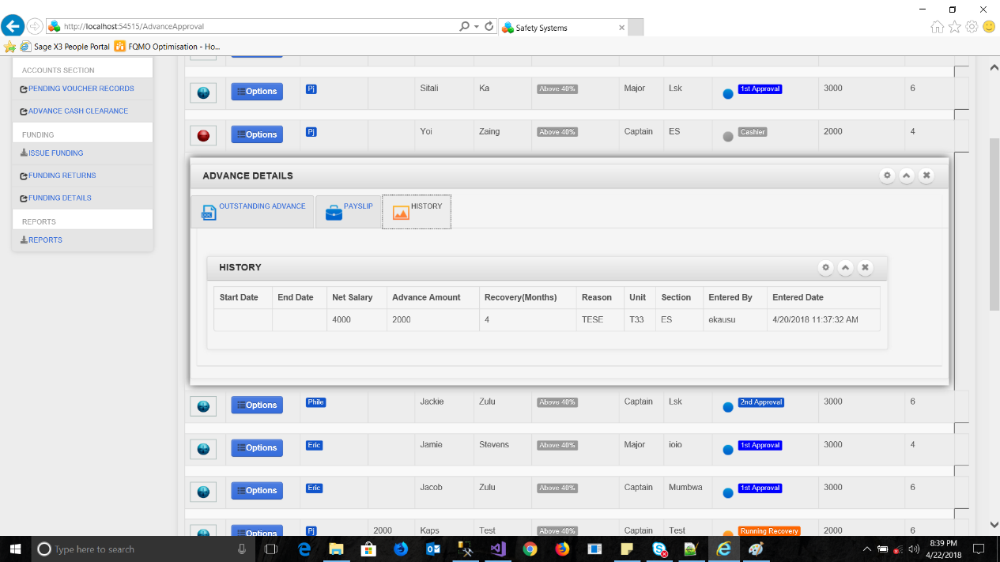 http://localhost:54515/AdvanceApproval
Safety Systems
Sage X3 People Portal FQMO Optimisation - Ho...
ACCOUNTS SECTION
PENDING VOUCHER RECORDS
ADVANCE CASH CLEARANCE
FUNDING
ISSUE FUNDING
FUNDING RETURNS
FUNDING DETAILS
REPORTS
REPORTS
Options Pj Sitali Ka Above 40% Major Lsk 1st Approval 3000 6
Options Pj Yoi Zaing Above 40% Captain ES Cashier 2000 4
ADVANCE DETAILS
OUTSTANDING ADVANCE PAYSLIP HISTORY
HISTORY
Start Date End Date Net Salary Advance Amount Recovery(Months) Reason Unit Section Entered By Entered Date
4000 2000 4 TESE T33 ES ekausu 4/20/2018 11:37:32 AM
Options Phile Jackie Zulu Above 40% Captain Lsk 2nd Approval 3000 6
Options Eric Jamie Stevens Above 40% Major ioio 1st Approval 3000 4
Options Eric Jacob Zulu Above 40% Captain Mumbwa 1st Approval 3000 6
Options Pj 2000 Kaps Test Above 40% Captain Test Running Recovery 2000 6
Type here to search
8:39 PM
4/22/2018